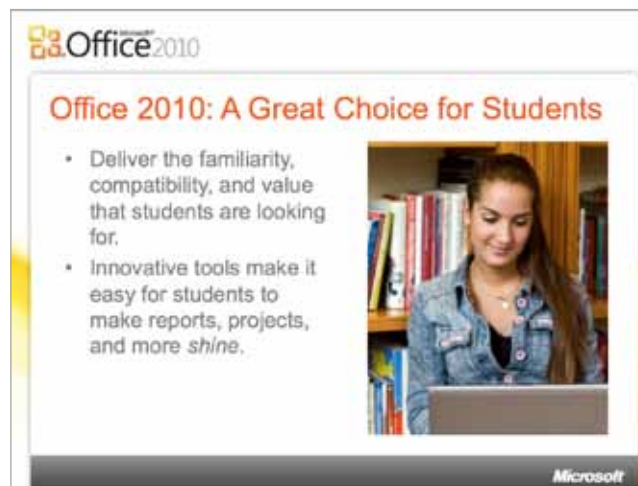 Microsoft®
Office 2010
Office 2010: A Great Choice for Students
• Deliver the familiarity,
compatibility, and value
that students are looking
for.
• Innovative tools make it
easy for students to
make reports, projects,
and more shine.
Microsoft